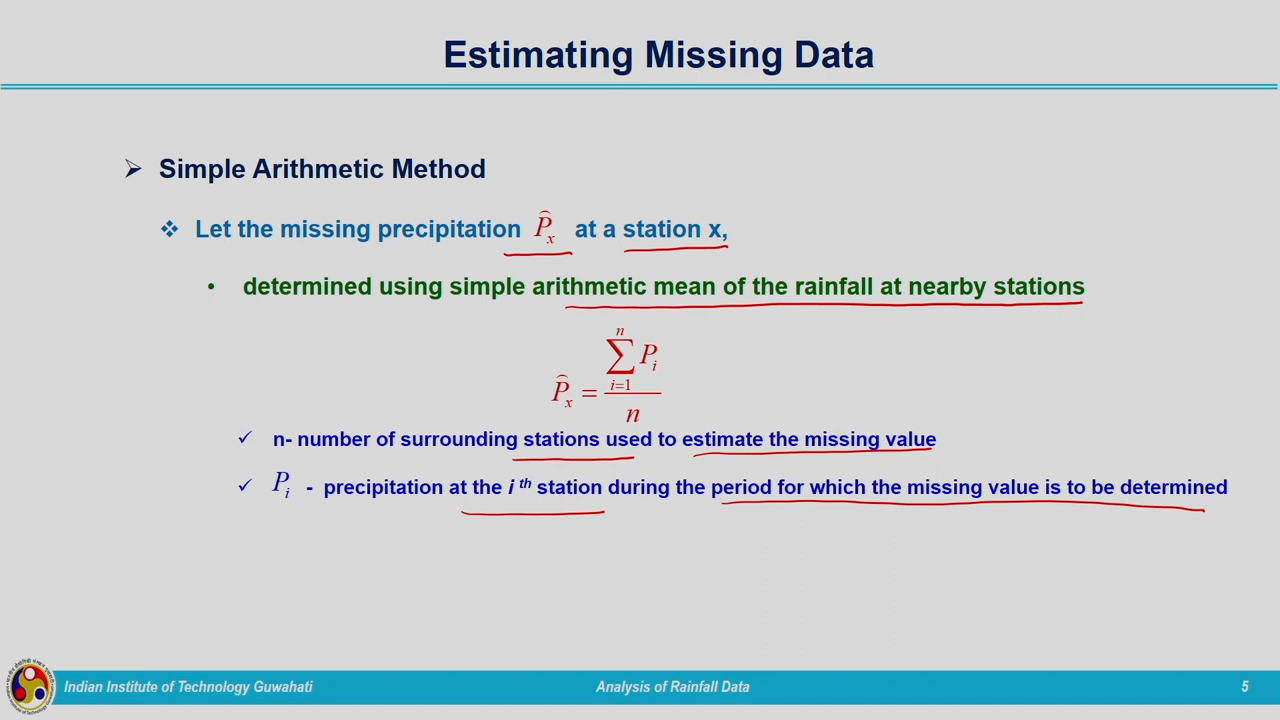 Estimating Missing Data
➢ Simple Arithmetic Method
❖ Let the missing precipitation P̂ₓ at a station x,
• determined using simple arithmetic mean of the rainfall at nearby stations
P̂ₓ = ∑ᵢ₌₁ⁿ Pᵢ / n
✓ n- number of surrounding stations used to estimate the missing value
✓ Pᵢ - precipitation at the i th station during the period for which the missing value is to be determined
Indian Institute of Technology Guwahati Analysis of Rainfall Data 5